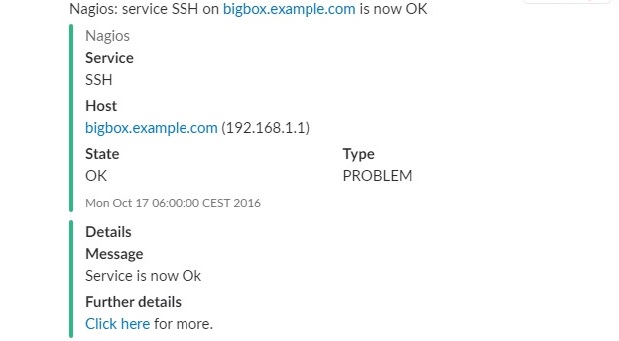 Nagios: service SSH on bigbox.example.com is now OK
Nagios
Service
SSH
Host
bigbox.example.com (192.168.1.1)
State Type
OK PROBLEM
Mon Oct 17 06:00:00 CEST 2016
Details
Message
Service is now Ok
Further details
Click here for more.